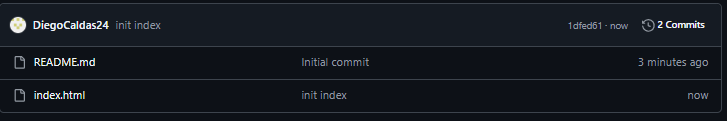 DiegoCaldas24 init index 1dfed61 · now 2 Commits
README.md Initial commit 3 minutes ago
index.html init index now